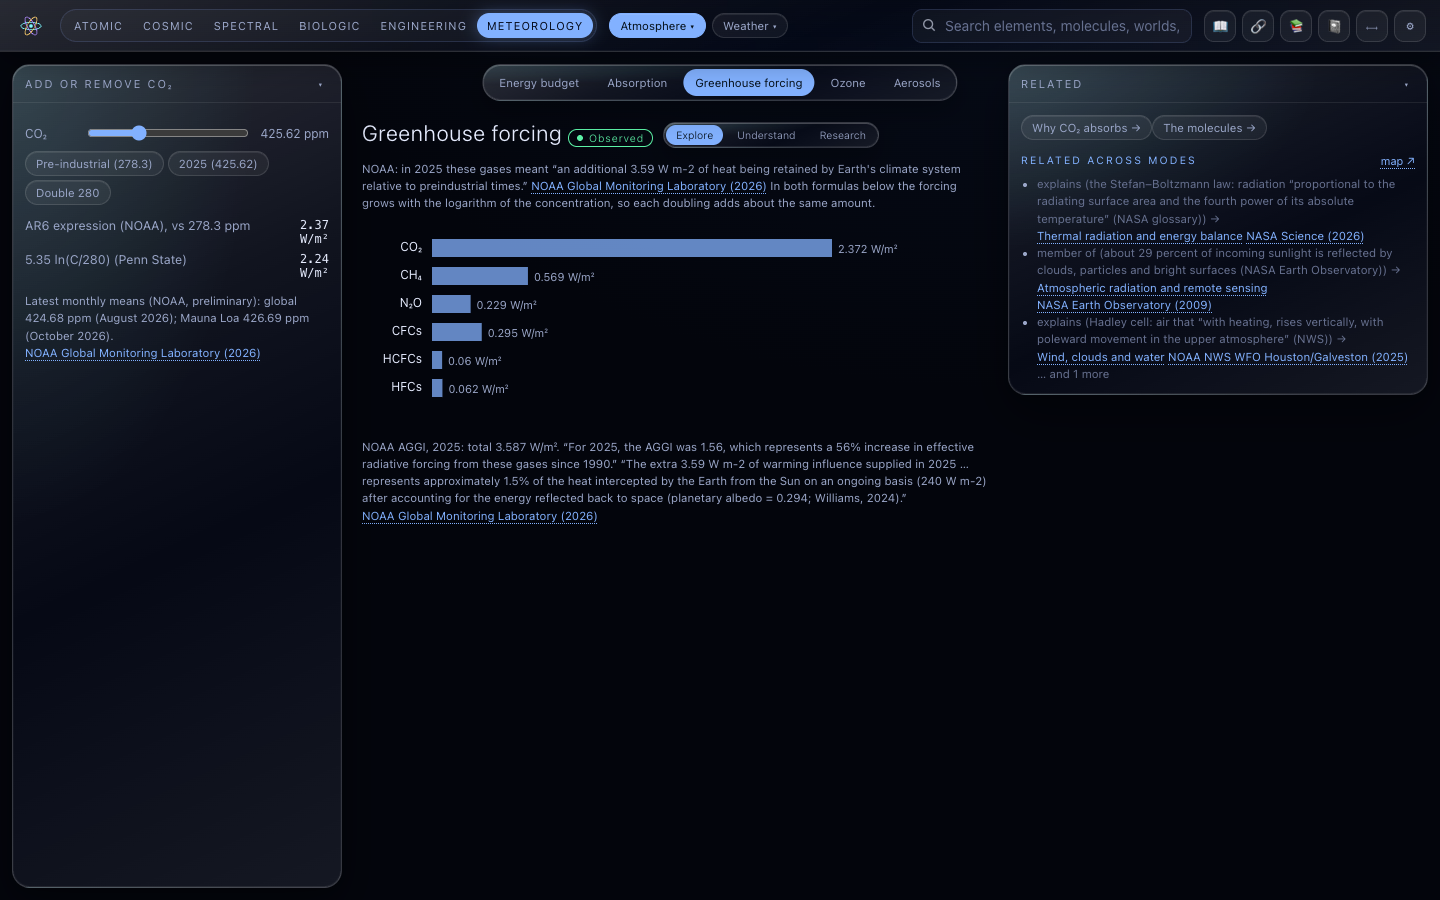 ATOMIC COSMIC SPECTRAL BIOLOGIC ENGINEERING METEOROLOGY Atmosphere ▾ Weather ▾ Search elements, molecules, worlds,
ADD OR REMOVE CO₂
CO₂ 425.62 ppm
Pre-industrial (278.3) 2025 (425.62)
Double 280
AR6 expression (NOAA), vs 278.3 ppm 2.37
W/m²
5.35 ln(C/280) (Penn State) 2.24
W/m²
Latest monthly means (NOAA, preliminary): global
424.68 ppm (August 2026); Mauna Loa 426.69 ppm
(October 2026).
NOAA Global Monitoring Laboratory (2026)
Energy budget Absorption Greenhouse forcing Ozone Aerosols
Greenhouse forcing Observed Explore Understand Research
NOAA: in 2025 these gases meant “an additional 3.59 W m-2 of heat being retained by Earth's climate system
relative to preindustrial times.” NOAA Global Monitoring Laboratory (2026) In both formulas below the forcing
grows with the logarithm of the concentration, so each doubling adds about the same amount.
CO₂ 2.372 W/m²
CH₄ 0.569 W/m²
N₂O 0.229 W/m²
CFCs 0.295 W/m²
HCFCs 0.06 W/m²
HFCs 0.062 W/m²
NOAA AGGI, 2025: total 3.587 W/m². “For 2025, the AGGI was 1.56, which represents a 56% increase in effective
radiative forcing from these gases since 1990.” “The extra 3.59 W m-2 of warming influence supplied in 2025 …
represents approximately 1.5% of the heat intercepted by the Earth from the Sun on an ongoing basis (240 W m-2)
after accounting for the energy reflected back to space (planetary albedo = 0.294; Williams, 2024).”
NOAA Global Monitoring Laboratory (2026)
RELATED
Why CO₂ absorbs → The molecules →
RELATED ACROSS MODES map ↗
explains (the Stefan–Boltzmann law: radiation “proportional to the
radiating surface area and the fourth power of its absolute
temperature” (NASA glossary)) →
Thermal radiation and energy balance NASA Science (2026)
member of (about 29 percent of incoming sunlight is reflected by
clouds, particles and bright surfaces (NASA Earth Observatory)) →
Atmospheric radiation and remote sensing
NASA Earth Observatory (2009)
explains (Hadley cell: air that “with heating, rises vertically, with
poleward movement in the upper atmosphere” (NWS)) →
Wind, clouds and water NOAA NWS WFO Houston/Galveston (2025)
… and 1 more